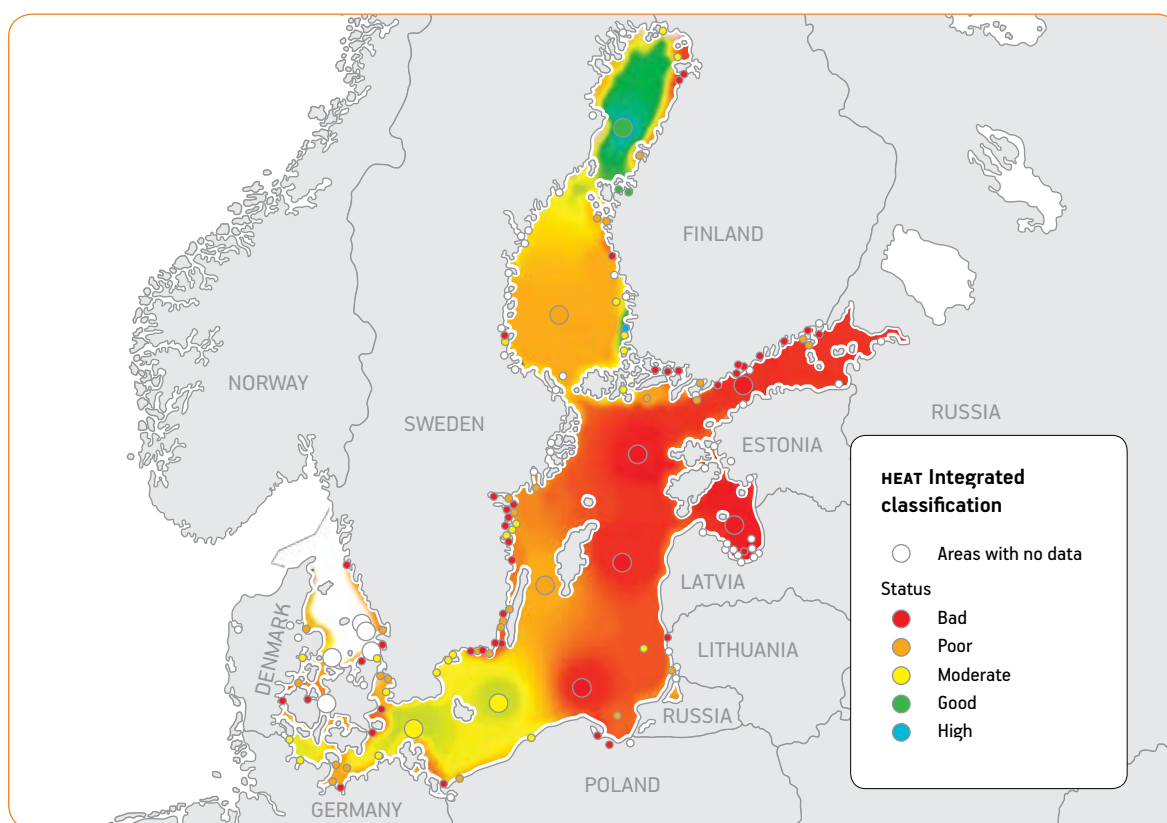 FINLAND
NORWAY
SWEDEN
RUSSIA
ESTONIA
HEAT Integrated
classification
Areas with no data
Status
Bad
Poor
Moderate
Good
High
LATVIA
DENMARK
LITHUANIA
RUSSIA
POLAND
GERMANY